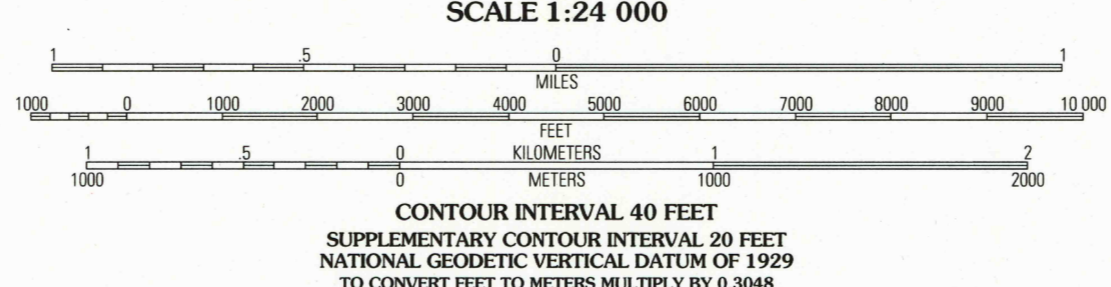 SCALE 1:24 000
1 .5 0 1
MILES
1000 0 1000 2000 3000 4000 5000 6000 7000 8000 9000 10 000
FEET
1 .5 0 KILOMETERS 1 2
1000 0 METERS 1000 2000
CONTOUR INTERVAL 40 FEET
SUPPLEMENTARY CONTOUR INTERVAL 20 FEET
NATIONAL GEODETIC VERTICAL DATUM OF 1929
TO CONVERT FEET TO METERS MULTIPLY BY 0.3048